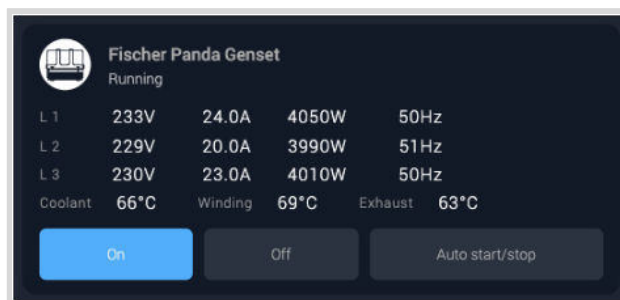 Fischer Panda Genset
Running
L 1 233V 24.0A 4050W 50Hz
L 2 229V 20.0A 3990W 51Hz
L 3 230V 23.0A 4010W 50Hz
Coolant 66°C Winding 69°C Exhaust 63°C
On Off Auto start/stop